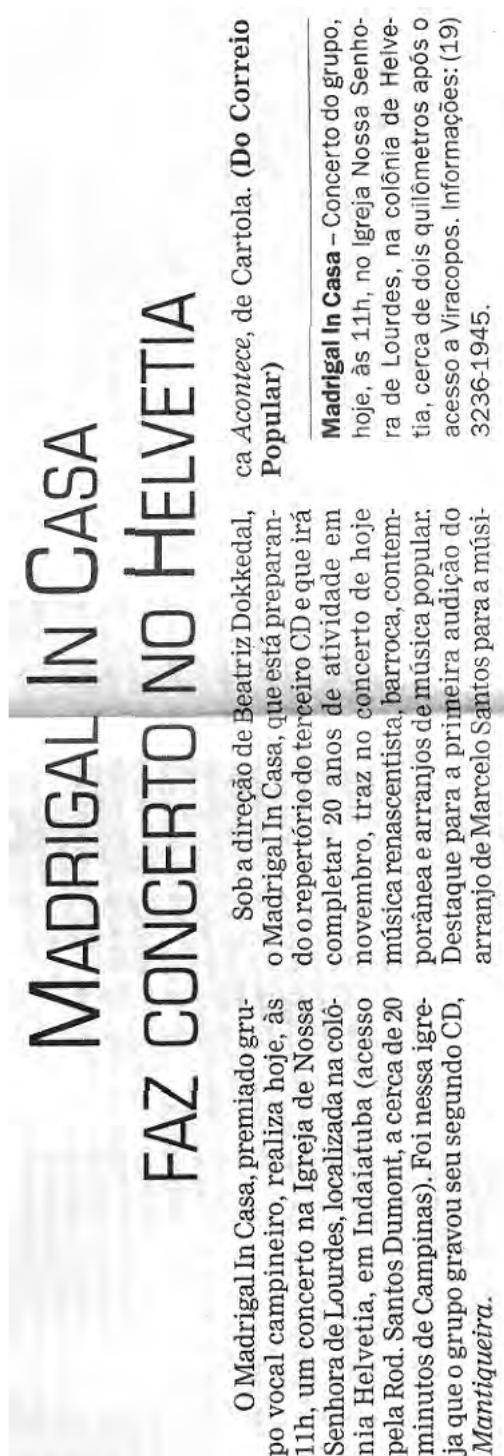 MADRIGAL IN CASA
FAZ CONCERTO NO HELVETIA
O Madrigal In Casa, premiado gru-
po vocal campineiro, realiza hoje, às
11h, um concerto na Igreja de Nossa
Senhora de Lourdes, localizada na colô-
nia Helvetia, em Indaiatuba (acesso
pela Rod. Santos Dumont, a cerca de 20
minutos de Campinas). Foi nessa igre-
ja que o grupo gravou seu segundo CD,
Mantiqueira.
Sob a direção de Beatriz Dokkedal,
o Madrigal In Casa, que está preparan-
do o repertório do terceiro CD e que irá
completar 20 anos de atividade em
novembro, traz no concerto de hoje
música renascentista, barroca, contem-
porânea e arranjos de música popular.
Destaque para a primeira audição do
arranjo de Marcelo Santos para a músi-
ca Acontece, de Cartola. (Do Correio
Popular)
Madrigal In Casa – Concerto do grupo,
hoje, às 11h, no Igreja Nossa Senho-
ra de Lourdes, na colônia de Helve-
tia, cerca de dois quilômetros após o
acesso a Viracopos. Informações: (19)
3236-1945.